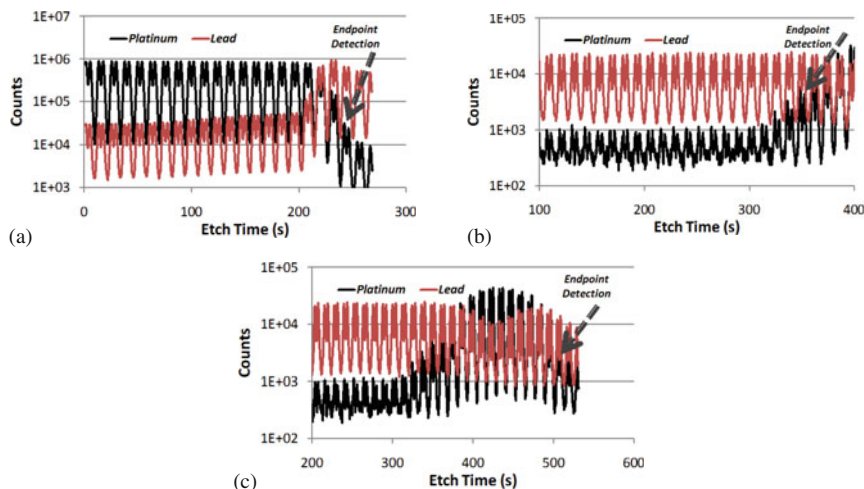 1E+07
1E+06
1E+05
1E+04
1E+03
Counts
Platinum
Lead
Endpoint
Detection
0
100
200
300
Etch Time (s)
(a)
1E+05
1E+04
1E+03
1E+02
Counts
Platinum
Lead
Endpoint
Detection
100
200
300
400
Etch Time (s)
(b)
1E+05
1E+04
1E+03
1E+02
Counts
Platinum
Lead
Endpoint
Detection
200
300
400
500
600
Etch Time (s)
(c)